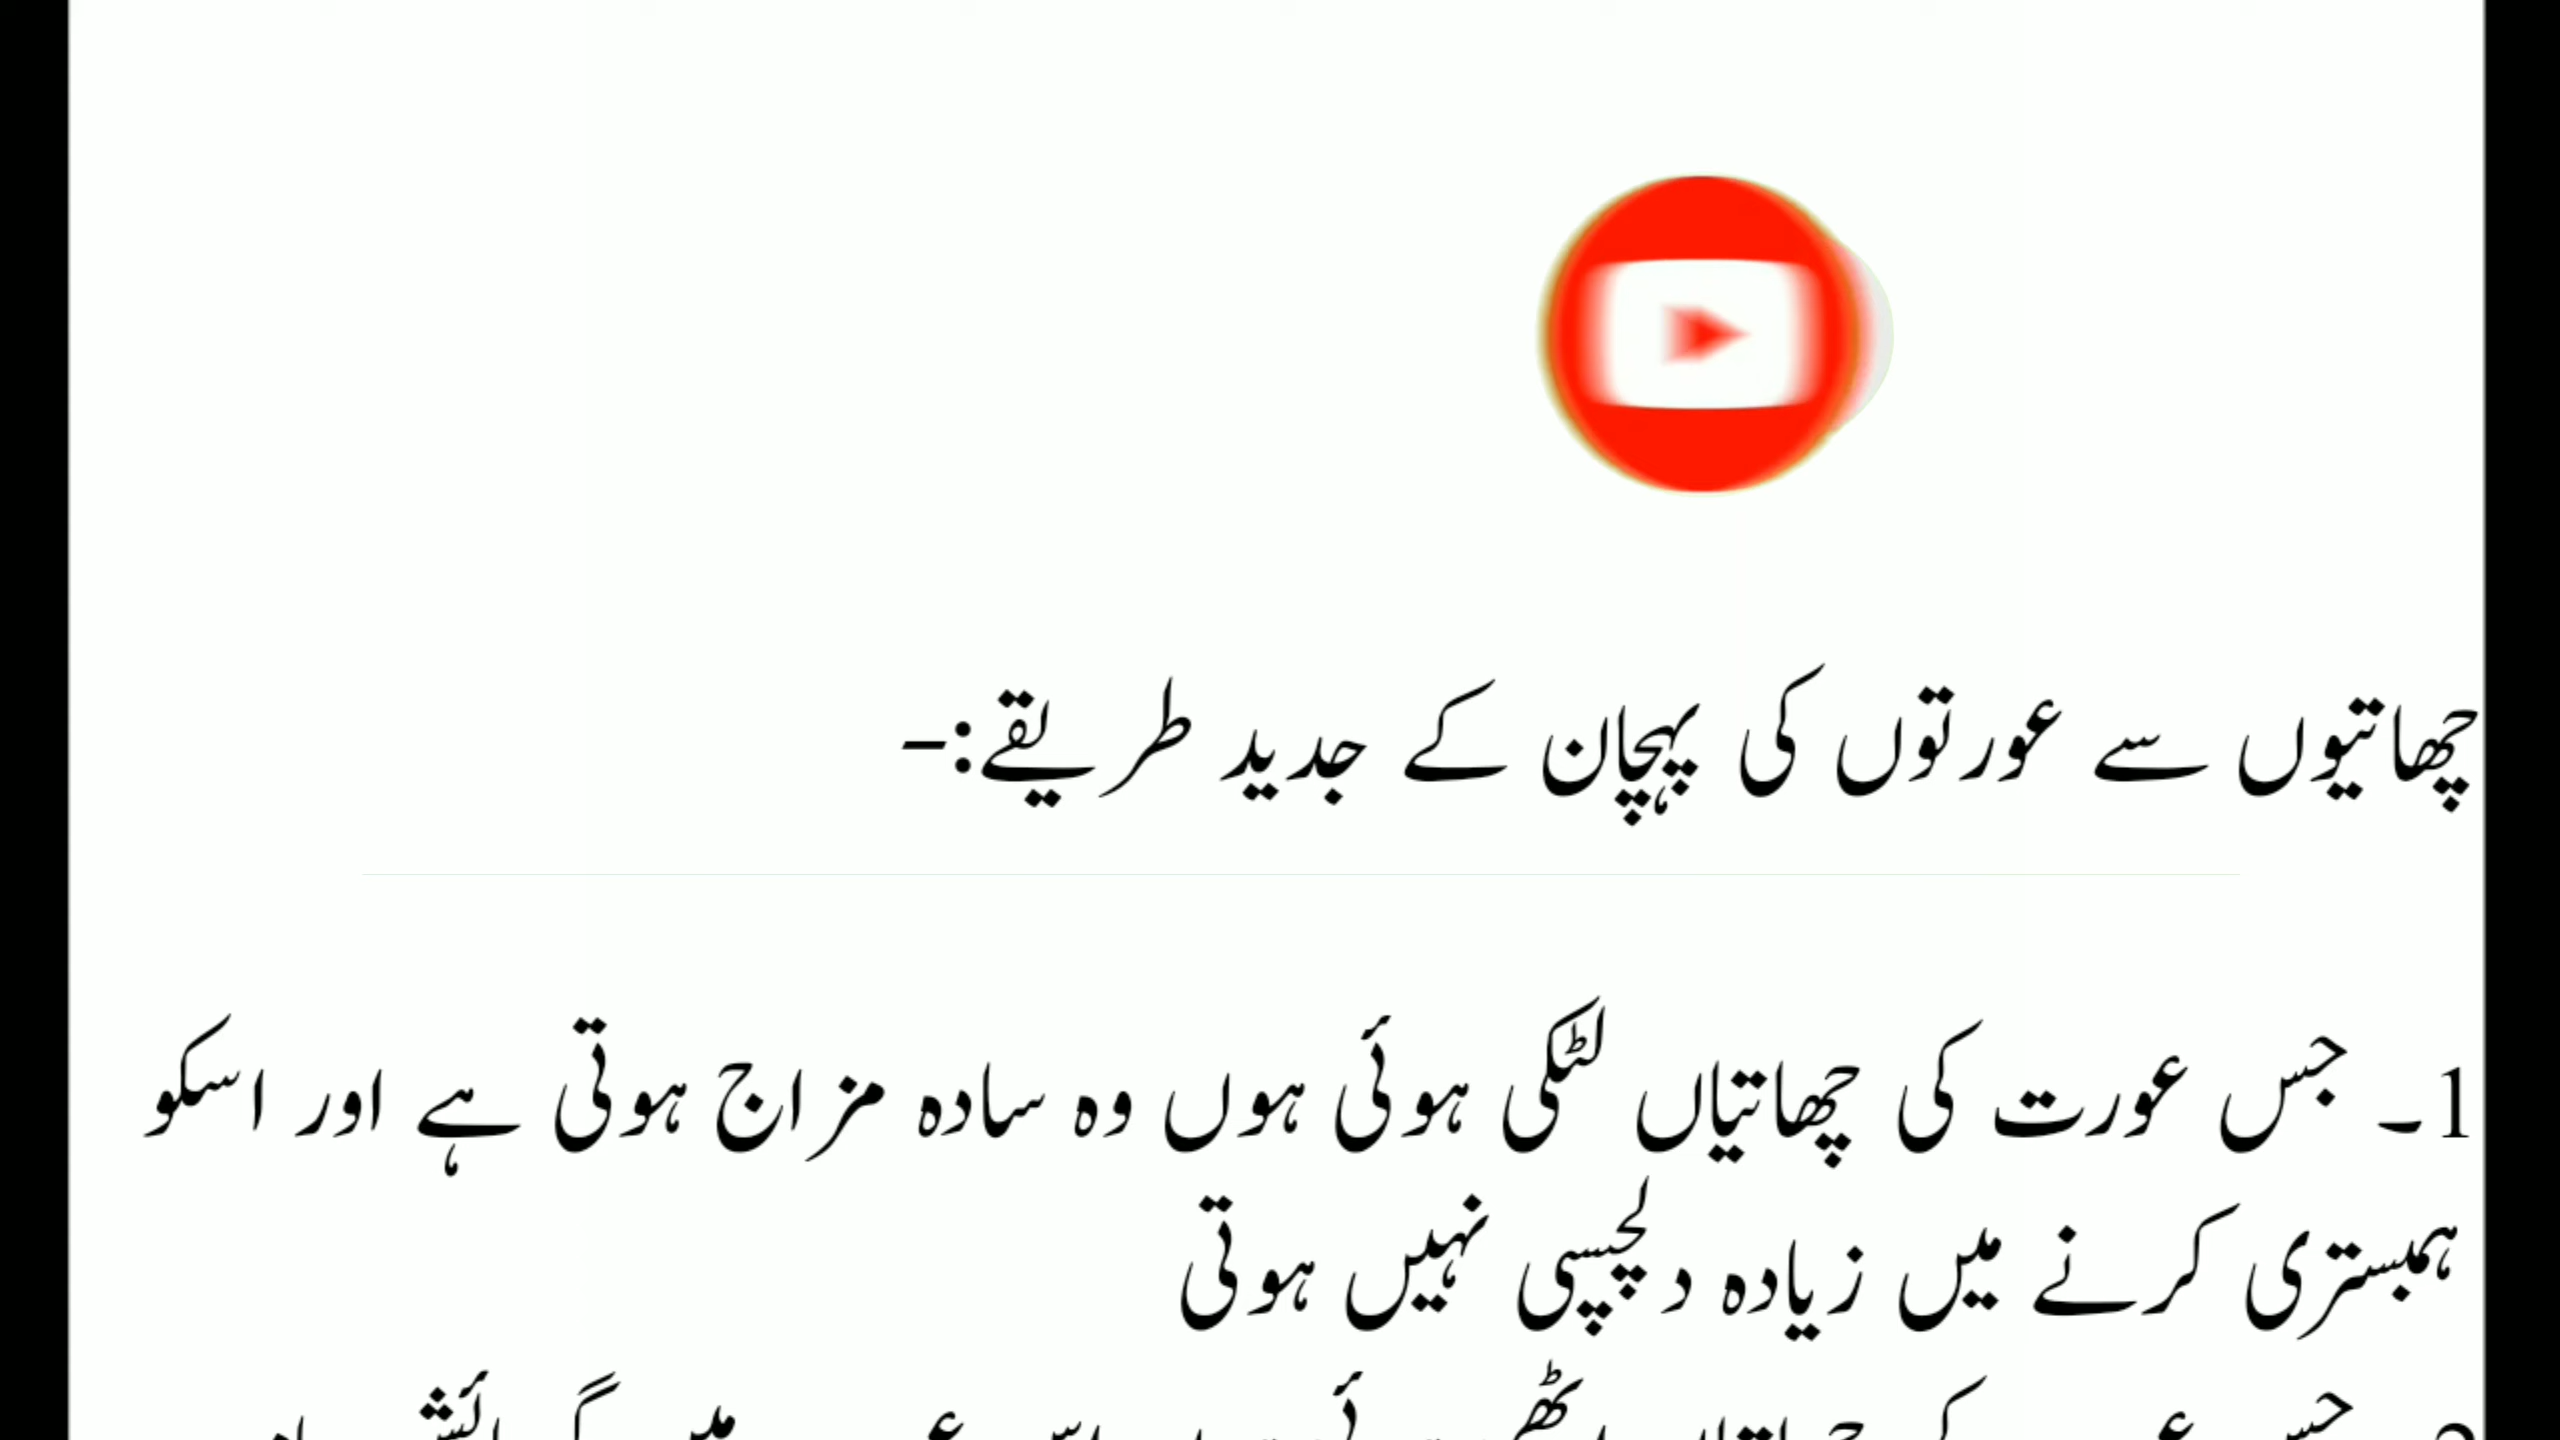 چھاتیوں سے عورتوں کی پہچان کے جدید طریقے:-
1۔ جس عورت کی چھاتیاں لٹکی ہوئی ہوں وہ سادہ مزاج ہوتی ہے اور اسکو
ہمبستری کرنے میں زیادہ دلچسپی نہیں ہوتی